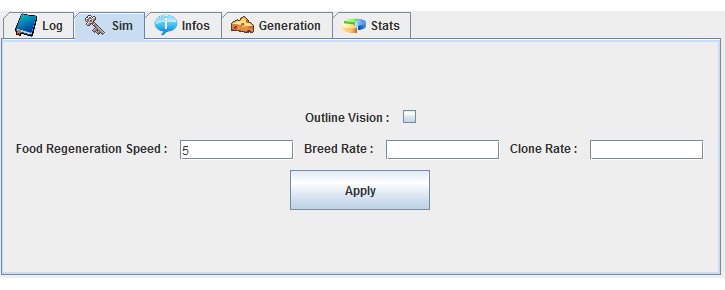 Log Sim Infos Generation Stats
Outline Vision :
Food Regeneration Speed : 5 Breed Rate : Clone Rate :
Apply